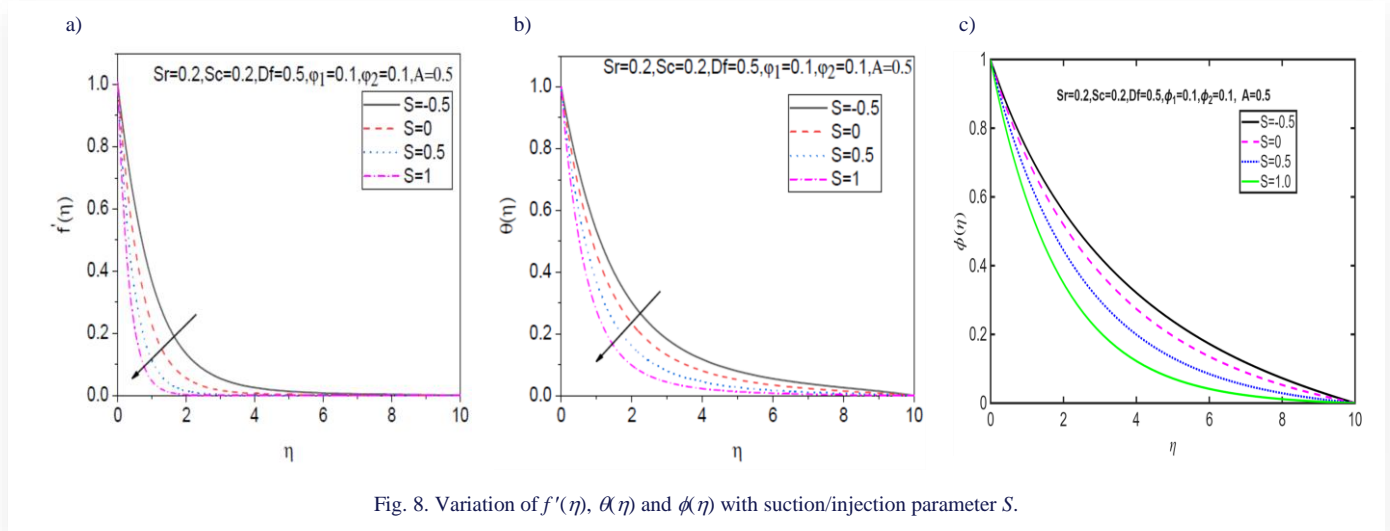 a)
Sr=0.2,Sc=0.2,Df=0.5,φ₁=0.1,φ₂=0.1,A=0.5
S=-0.5
S=0
S=0.5
S=1
1.0
0.8
0.6
0.4
0.2
0.0
f'(η)
0 2 4 6 8 10
η
b)
Sr=0.2,Sc=0.2,Df=0.5,φ₁=0.1,φ₂=0.1,A=0.5
S=-0.5
S=0
S=0.5
S=1
1.0
0.8
0.6
0.4
0.2
0.0
θ(η)
0 2 4 6 8 10
η
c)
Sr=0.2,Sc=0.2,Df=0.5,ϕ₁=0.1,ϕ₂=0.1, A=0.5
S=-0.5
S=0
S=0.5
S=1.0
1
0.8
0.6
0.4
0.2
0
ϕ(η)
0 2 4 6 8 10
η
Fig. 8. Variation of f′(η), θ(η) and ϕ(η) with suction/injection parameter S.